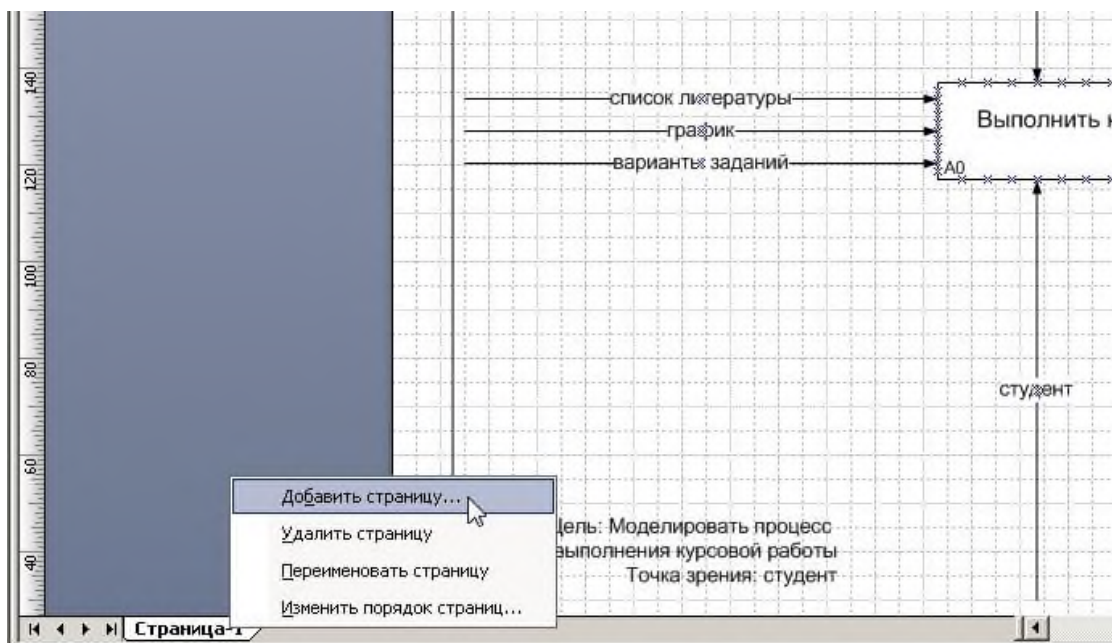 140
список литературы
график
Выполнить к
варианты заданий
A0
120
100
80
студент
60
Добавить страницу...
Удалить страницу
Цель: Моделировать процесс
выполнения курсовой работы
Переименовать страницу
Точка зрения: студент
40
Изменить порядок страниц...
Страница-1